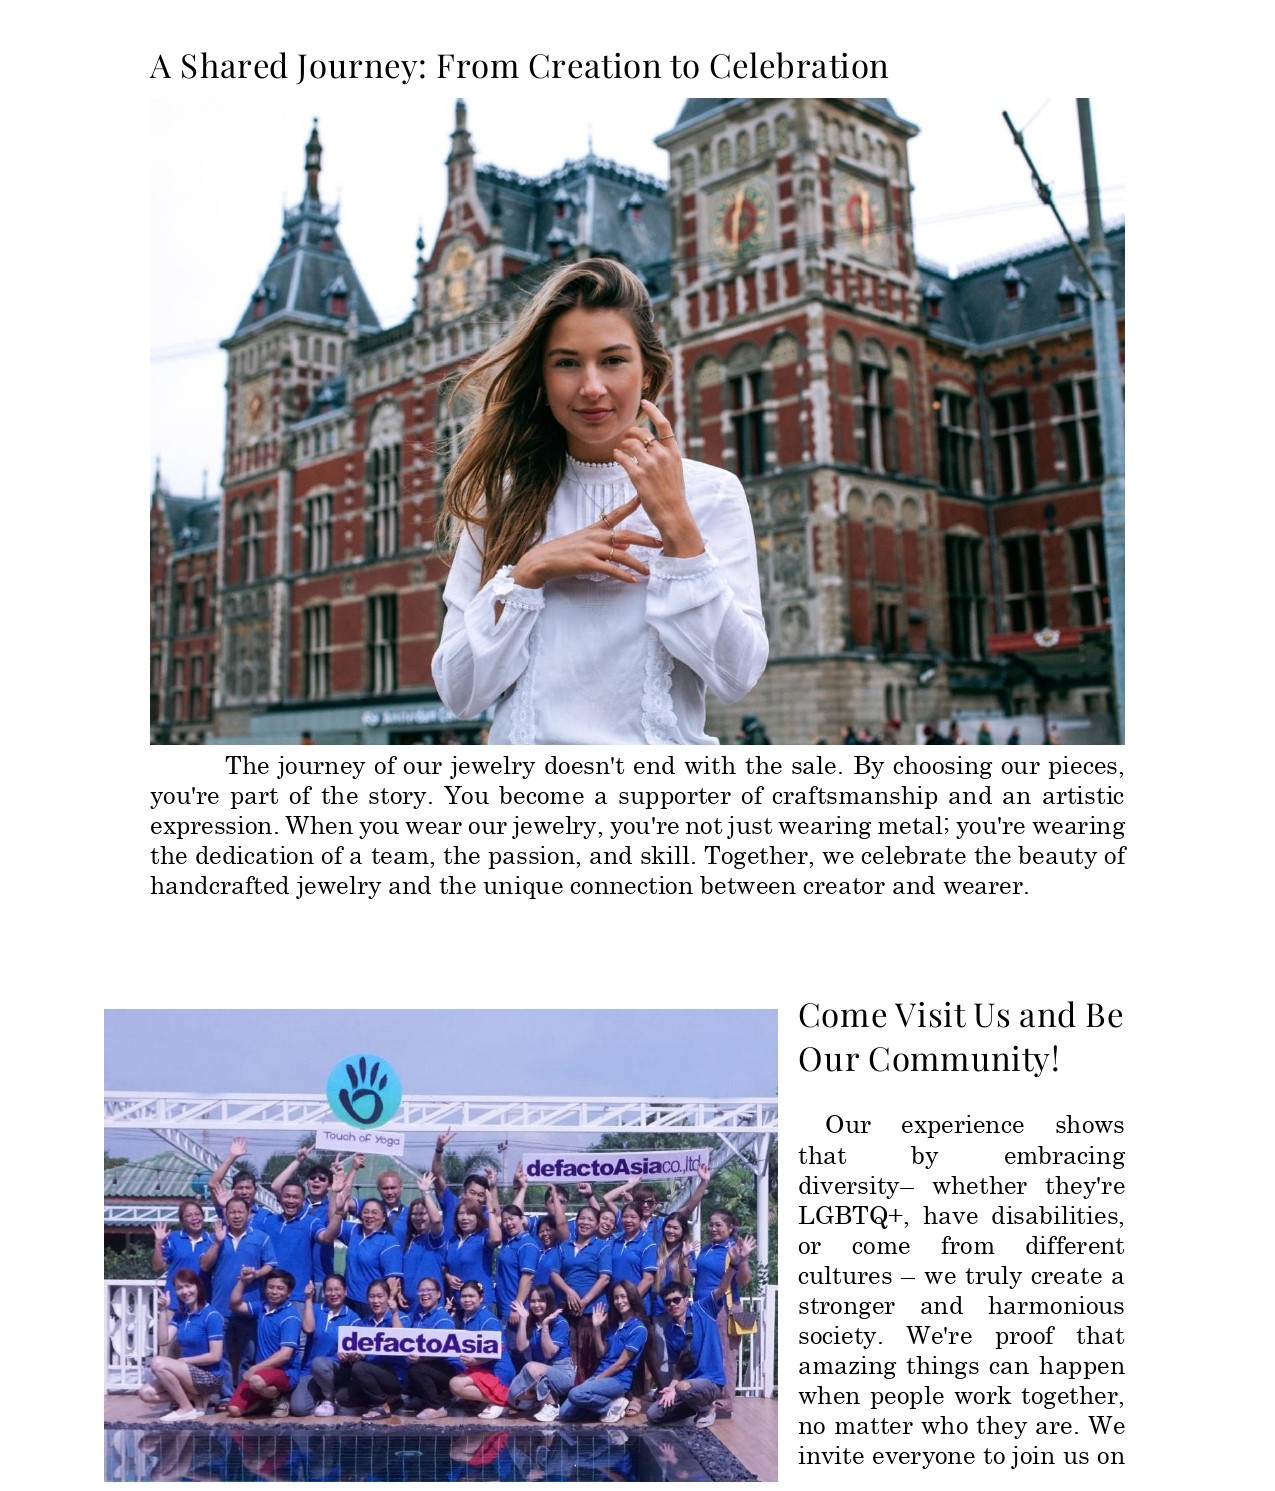 A Shared Journey: From Creation to Celebration
The journey of our jewelry doesn't end with the sale. By choosing our pieces,
you're part of the story. You become a supporter of craftsmanship and an artistic
expression. When you wear our jewelry, you're not just wearing metal; you're wearing
the dedication of a team, the passion, and skill. Together, we celebrate the beauty of
handcrafted jewelry and the unique connection between creator and wearer.
Touch of Yoga
defactoAsia co.,ltd.
defactoAsia
Come Visit Us and Be
Our Community!
Our experience shows
that by embracing
diversity– whether they're
LGBTQ+, have disabilities,
or come from different
cultures – we truly create a
stronger and harmonious
society. We're proof that
amazing things can happen
when people work together,
no matter who they are. We
invite everyone to join us on